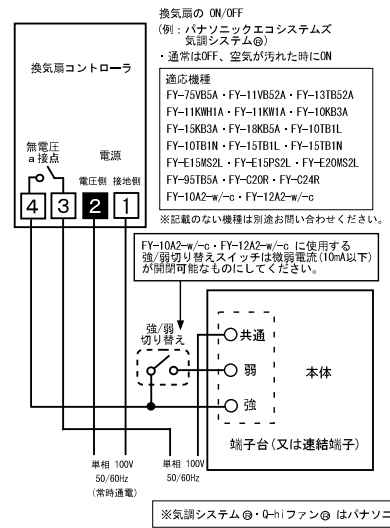 換気扇の ON/OFF
(例：パナソニックエコシステムズ
気調システム®)
・通常はOFF、空気が汚れた時にON
換気扇コントローラ
無電圧
a接点
電源
電圧側 接地側
4 3 2 1
適応機種
FY-75VB5A・FY-11VB52A・FY-13TB52A
FY-11KWH1A・FY-11KW1A・FY-10KB3A
FY-15KB3A・FY-18KB5A・FY-10TB1L
FY-10TB1N・FY-15TB1L・FY-15TB1N
FY-E15MS2L・FY-E15PS2L・FY-E20MS2L
FY-95TB5A・FY-C20R・FY-C24R
FY-10A2-w/-c・FY-12A2-w/-c
※記載のない機種は別途お問い合わせください。
FY-10A2-w/-c・FY-12A2-w/-c に使用する
強/弱切り替えスイッチは微弱電流(10mA以下)
が開閉可能なものにしてください。
強/弱
切り替え
共通
弱
強
本体
端子台(又は連結端子)
単相 100V
50/60Hz
(常時通電)
単相 100V
50/60Hz
※気調システム®・Q-hiファン® はパナソニ